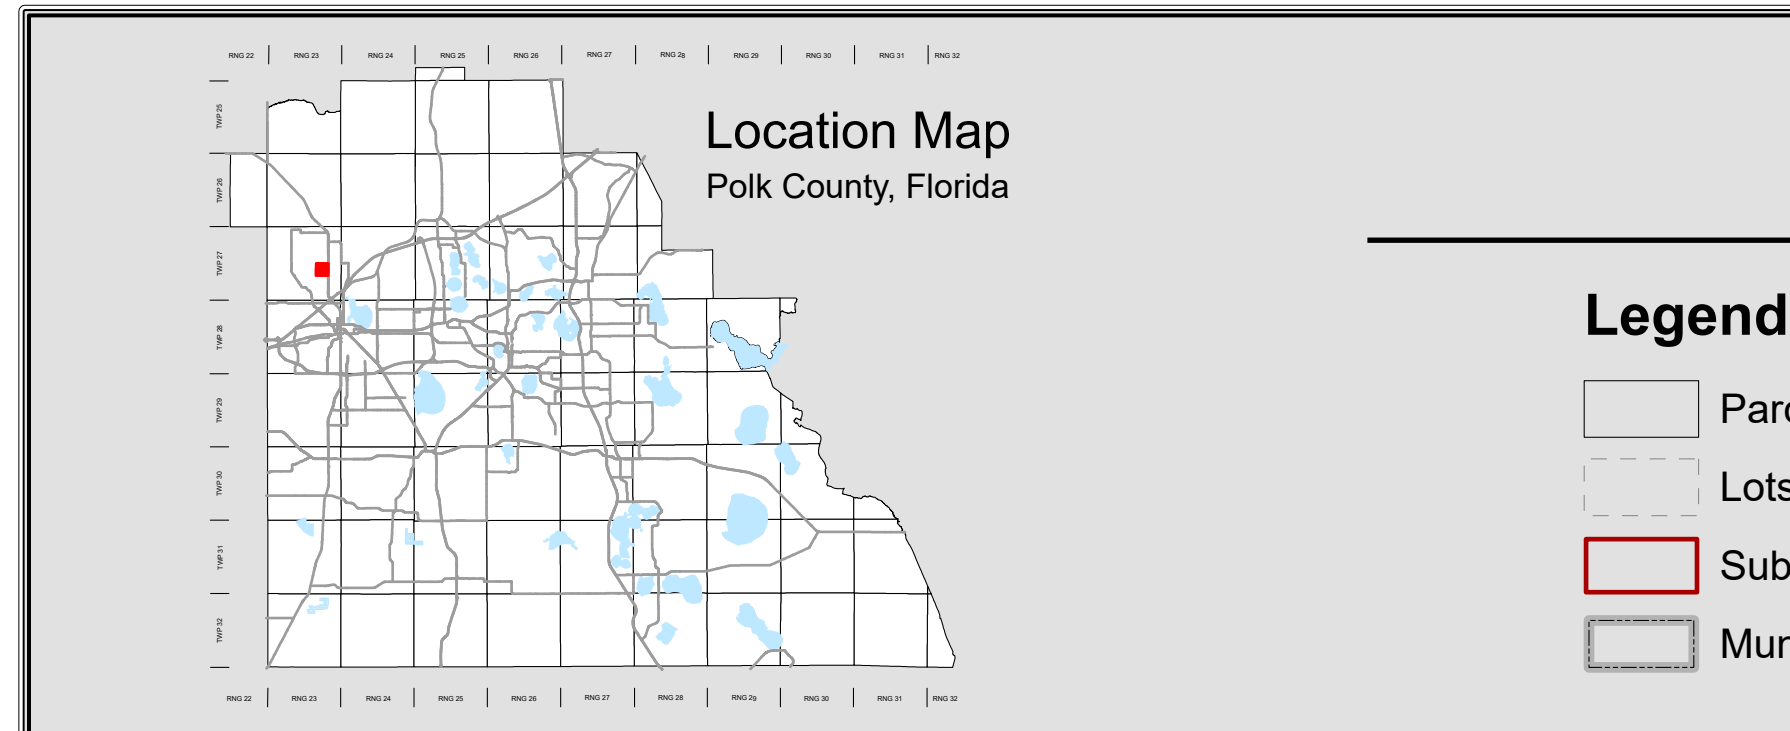 RNG 22 RNG 23 RNG 24 RNG 25 RNG 26 RNG 27 RNG 28 RNG 29 RNG 30 RNG 31 RNG 32
TWP 25
TWP 26
TWP 27
TWP 28
TWP 29
TWP 30
TWP 31
TWP 32
Location Map
Polk County, Florida
RNG 22 RNG 23 RNG 24 RNG 25 RNG 26 RNG 27 RNG 28 RNG 29 RNG 30 RNG 31 RNG 32
Legend
Parc
Lots
Sub
Mun